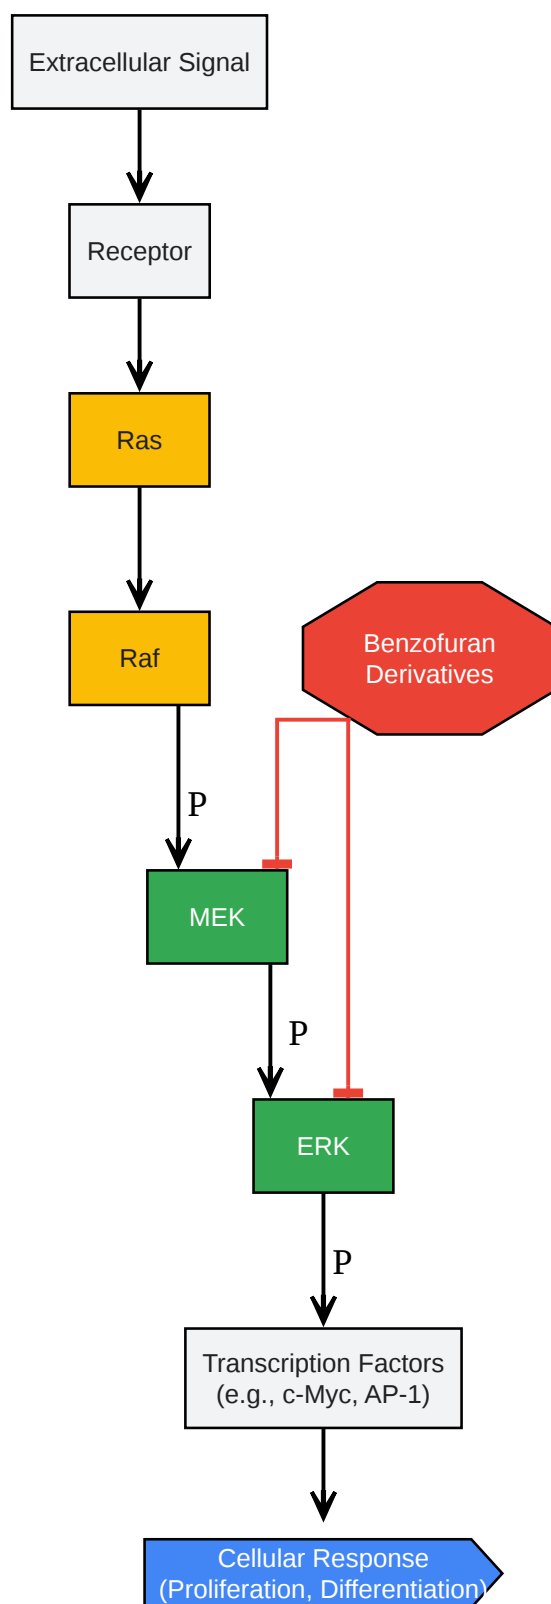 Extracellular Signal
Receptor
Ras
Raf
Benzofuran
Derivatives
P
MEK
P
ERK
P
Transcription Factors
(e.g., c-Myc, AP-1)
Cellular Response
(Proliferation, Differentiation)